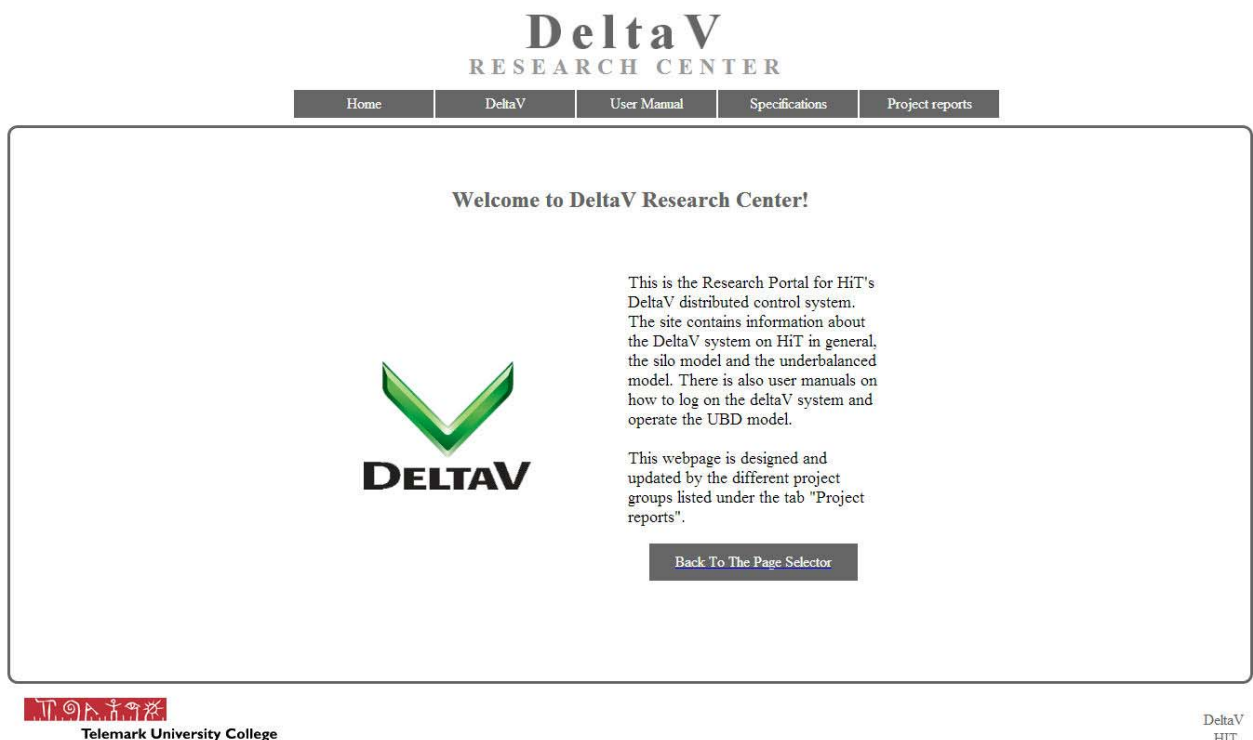 DeltaV
RESEARCH CENTER
Home DeltaV User Manual Specifications Project reports
Welcome to DeltaV Research Center!
This is the Research Portal for HiT's
DeltaV distributed control system.
The site contains information about
the DeltaV system on HiT in general,
the silo model and the underbalanced
model. There is also user manuals on
how to log on the deltaV system and
operate the UBD model.
This webpage is designed and
updated by the different project
groups listed under the tab "Project
reports".
DELTAV
Back To The Page Selector
Telemark University College
DeltaV
HIT